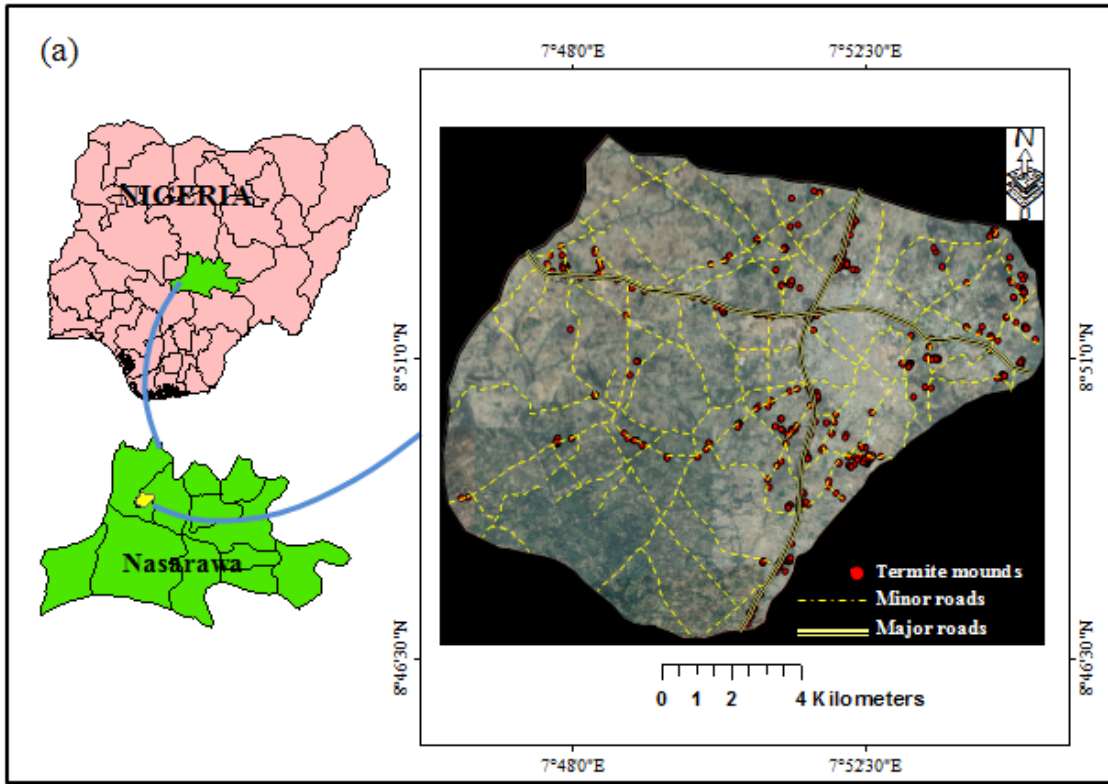 (a)
7°48'0"E
7°52'30"E
N
NIGERIA
8°51'0"N
8°51'0"N
Nasarawa
Termite mounds
Minor roads
Major roads
8°46'30"N
8°46'30"N
0 1 2 4 Kilometers
7°48'0"E
7°52'30"E